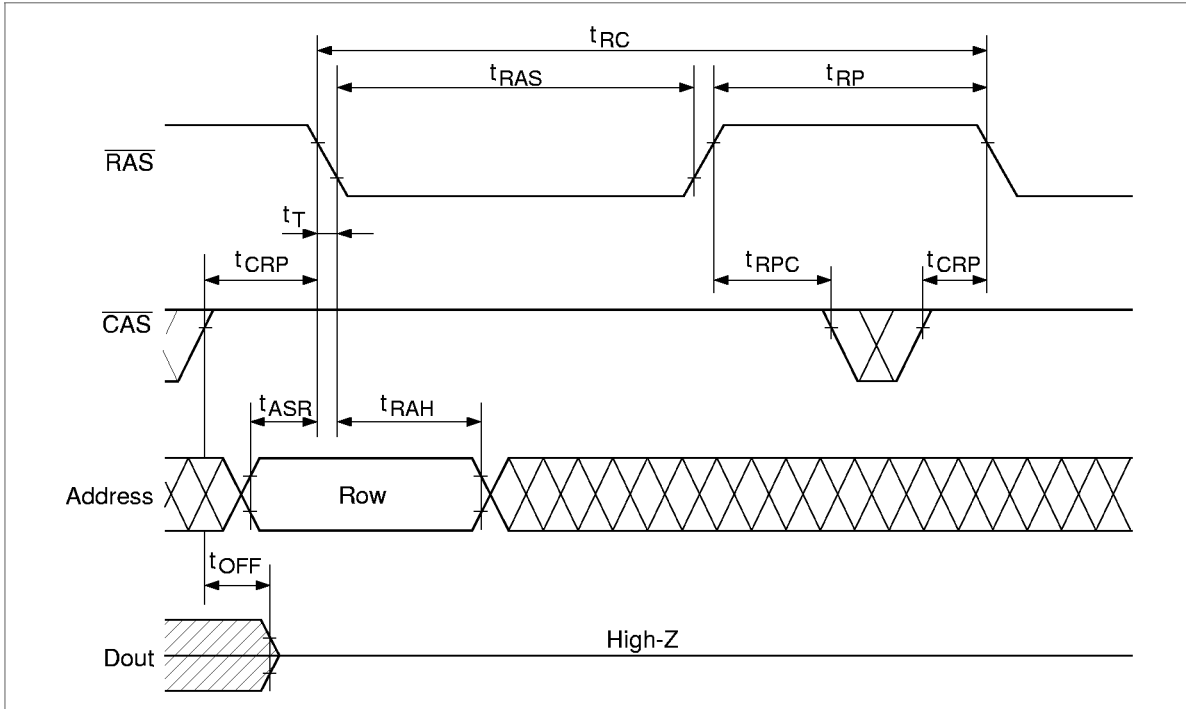 tRC
tRAS
tRP
RAS
tT
tCRP
tRPC
tCRP
CAS
tASR
tRAH
Address
Row
tOFF
High-Z
Dout